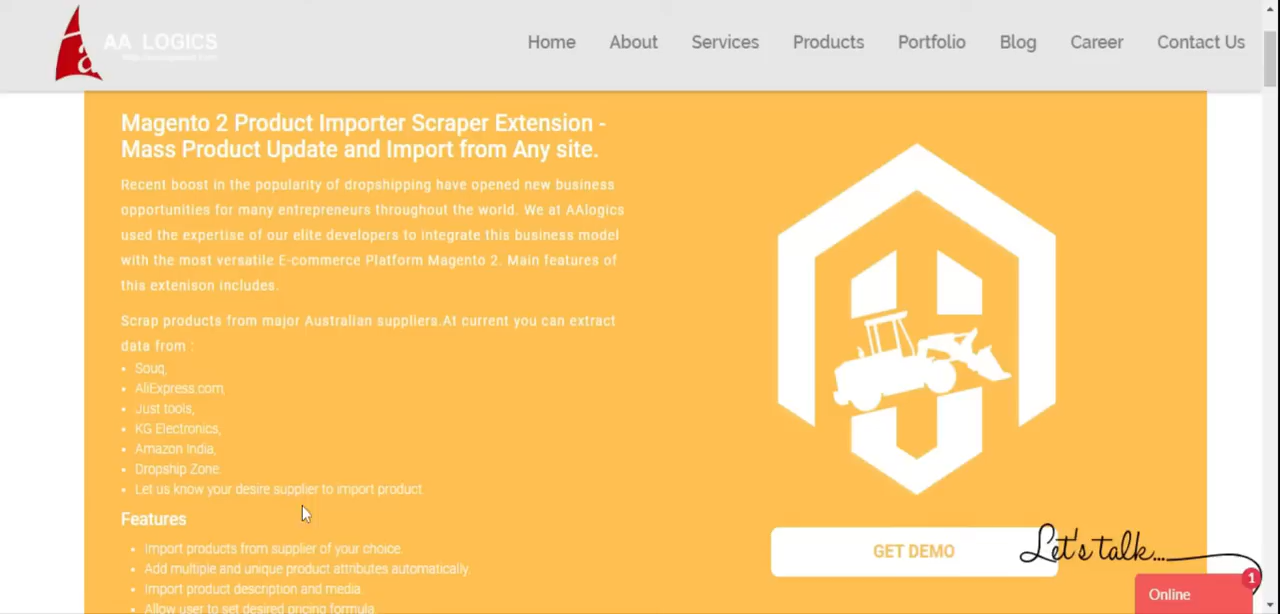 AA LOGICS
Home About Services Products Portfolio Blog Career Contact Us
Magento 2 Product Importer Scraper Extension -
Mass Product Update and Import from Any site.
Recent boost in the popularity of dropshipping have opened new business
opportunities for many entrepreneurs throughout the world. We at AAlogics
used the expertise of our elite developers to integrate this business model
with the most versatile E-commerce Platform Magento 2. Main features of
this extenison includes.
Scrap products from major Australian suppliers.At current you can extract
data from :
• Souq,
• AliExpress.com,
• Just tools,
• KG Electronics,
• Amazon India,
• Dropship Zone.
• Let us know your desire supplier to import product
Features
• Import products from supplier of your choice.
• Add multiple and unique product attributes automatically.
• Import product description and media.
• Allow user to set desired pricing formula.
GET DEMO
Let's talk...
1
Online